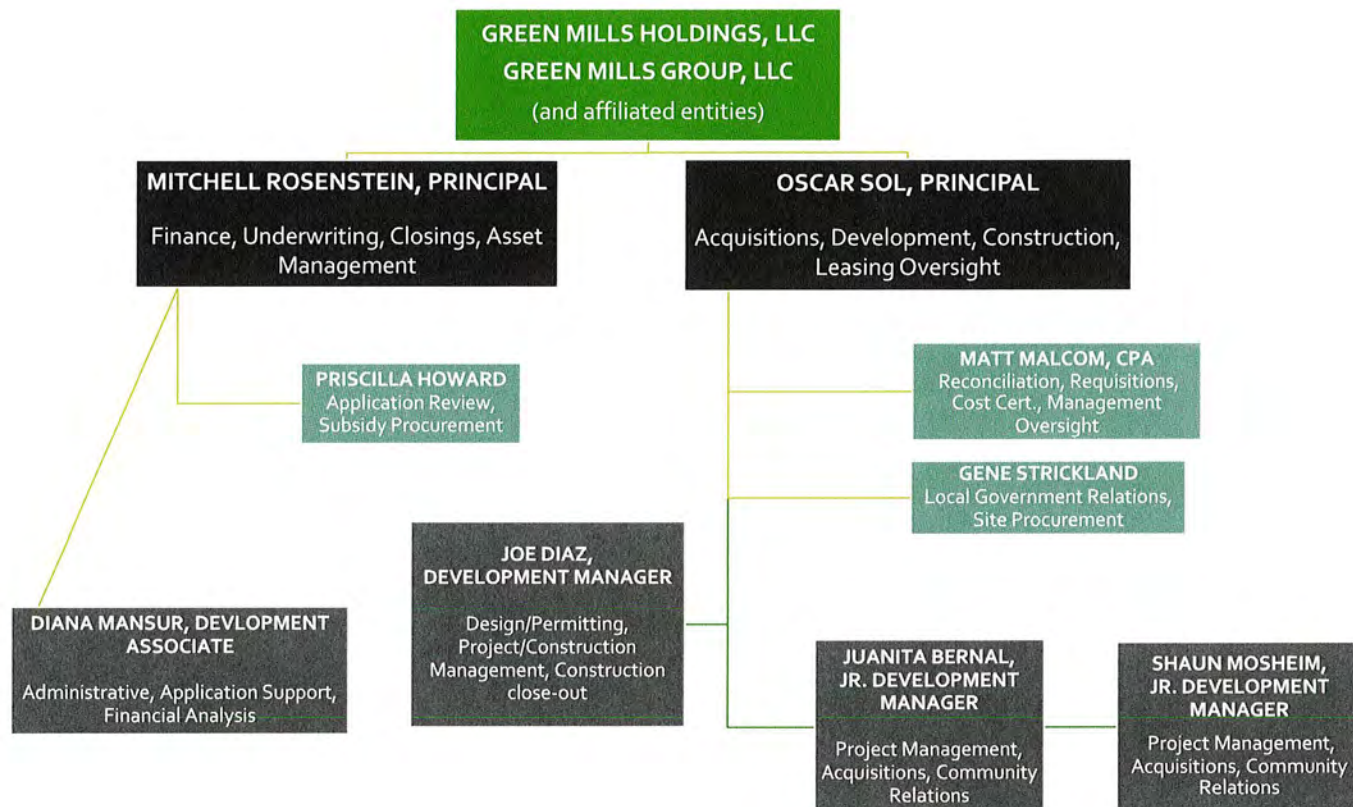 GREEN MILLS HOLDINGS, LLC
GREEN MILLS GROUP, LLC
(and affiliated entities)
MITCHELL ROSENSTEIN, PRINCIPAL
Finance, Underwriting, Closings, Asset
Management
OSCAR SOL, PRINCIPAL
Acquisitions, Development, Construction,
Leasing Oversight
PRISCILLA HOWARD
Application Review,
Subsidy Procurement
MATT MALCOM, CPA
Reconciliation, Requisitions,
Cost Cert., Management
Oversight
GENE STRICKLAND
Local Government Relations,
Site Procurement
JOE DIAZ,
DEVELOPMENT MANAGER
Design/Permitting,
Project/Construction
Management, Construction
close-out
DIANA MANSUR, DEVLOPMENT
ASSOCIATE
Administrative, Application Support,
Financial Analysis
JUANITA BERNAL,
JR. DEVELOPMENT
MANAGER
Project Management,
Acquisitions, Community
Relations
SHAUN MOSHEIM,
JR. DEVELOPMENT
MANAGER
Project Management,
Acquisitions, Community
Relations